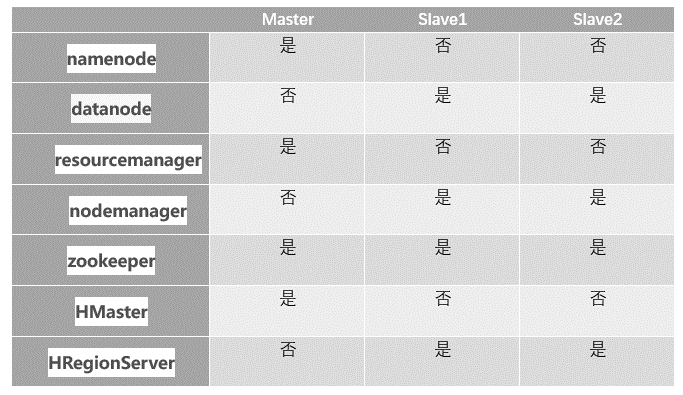 Master Slave1 Slave2
namenode 是 否 否
datanode 否 是 是
resourcemanager 是 否 否
nodemanager 否 是 是
zookeeper 是 是 是
HMaster 是 否 否
HRegionServer 否 是 是